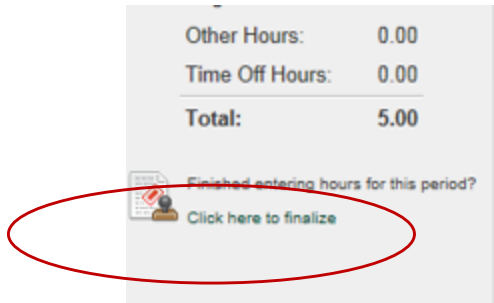 Other Hours: 0.00
Time Off Hours: 0.00
Total: 5.00
Finished entering hours for this period?
Click here to finalize